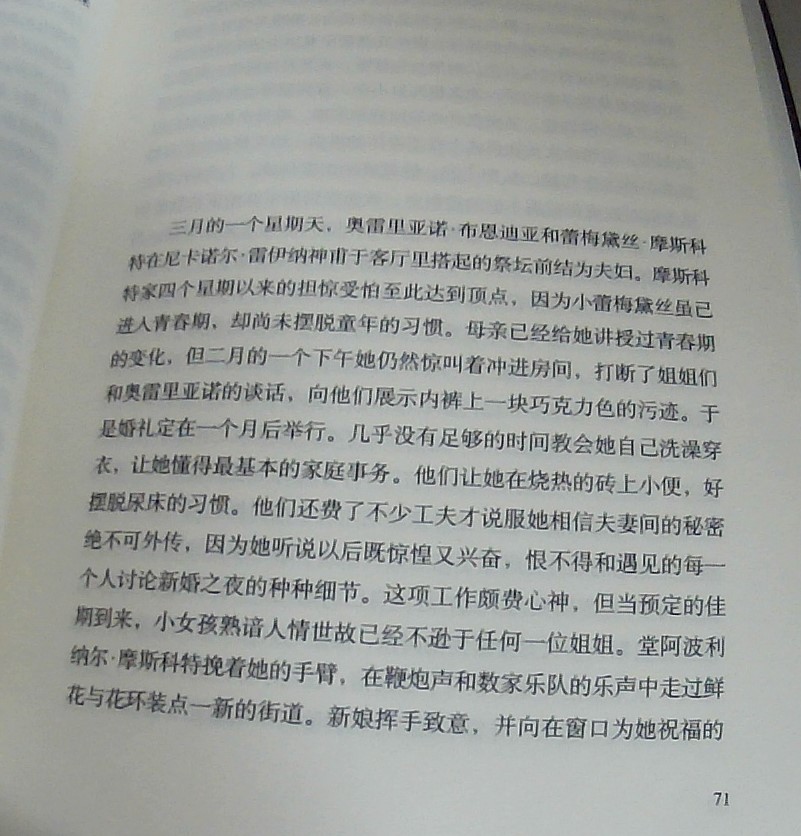 三月的一个星期天，奥雷里亚诺·布恩迪亚和蕾梅黛丝·摩斯科
特在尼卡诺尔·雷伊纳神甫于客厅里搭起的祭坛前结为夫妇。摩斯科
特家四个星期以来的担惊受怕至此达到顶点，因为小蕾梅黛丝虽已
进入青春期，却尚未摆脱童年的习惯。母亲已经给她讲授过青春期
的变化，但二月的一个下午她仍然惊叫着冲进房间，打断了姐姐们
和奥雷里亚诺的谈话，向他们展示内裤上一块巧克力色的污迹。于
是婚礼定在一个月后举行。几乎没有足够的时间教会她自己洗澡穿
衣，让她懂得最基本的家庭事务。他们让她在烧热的砖上小便，好
摆脱尿床的习惯。他们还费了不少工夫才说服她相信夫妻间的秘密
绝不可外传，因为她听说以后既惊惶又兴奋，恨不得和遇见的每一
个人讨论新婚之夜的种种细节。这项工作颇费心神，但当预定的佳
期到来，小女孩熟谙人情世故已经不逊于任何一位姐姐。堂阿波利
纳尔·摩斯科特挽着她的手臂，在鞭炮声和数家乐队的乐声中走过鲜
花与花环装点一新的街道。新娘挥手致意，并向在窗口为她祝福的
71